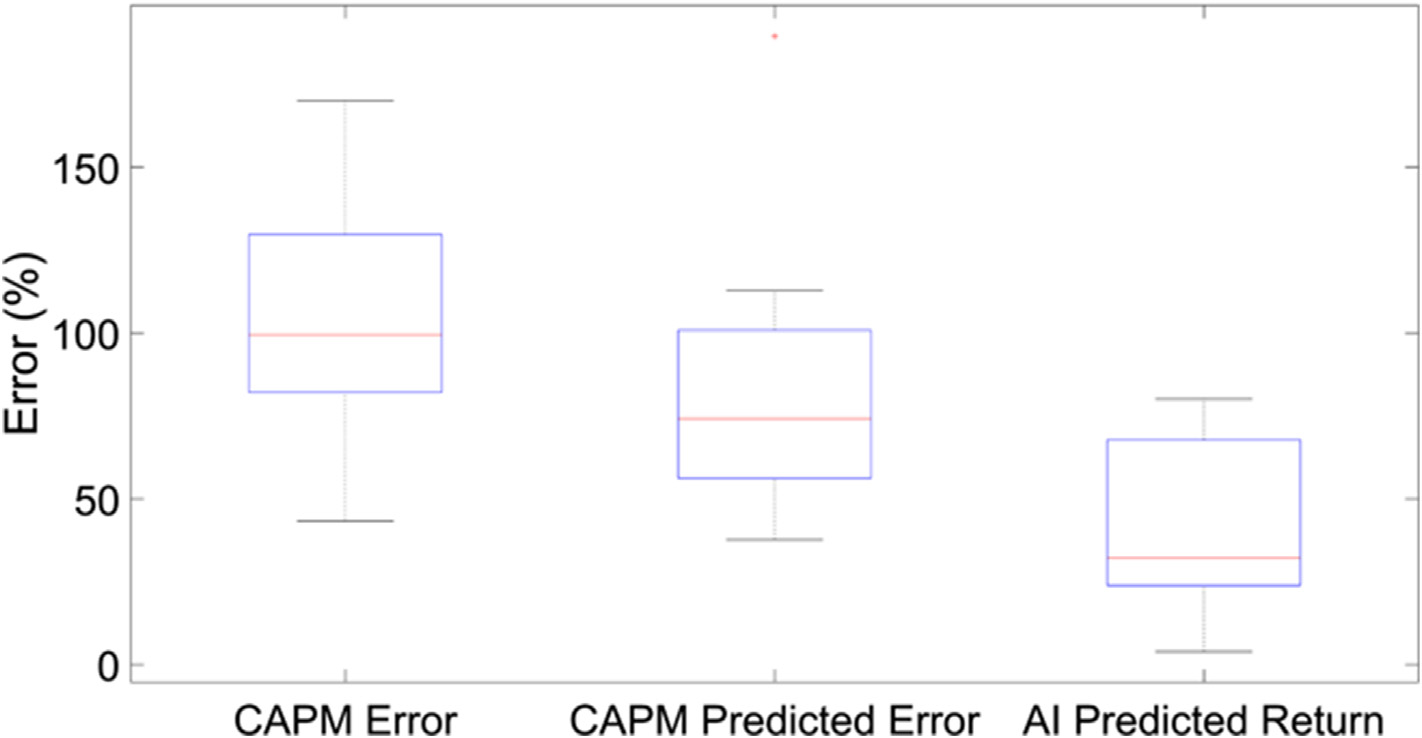 Error (%)
150
100
50
0
CAPM Error
CAPM Predicted Error
AI Predicted Return